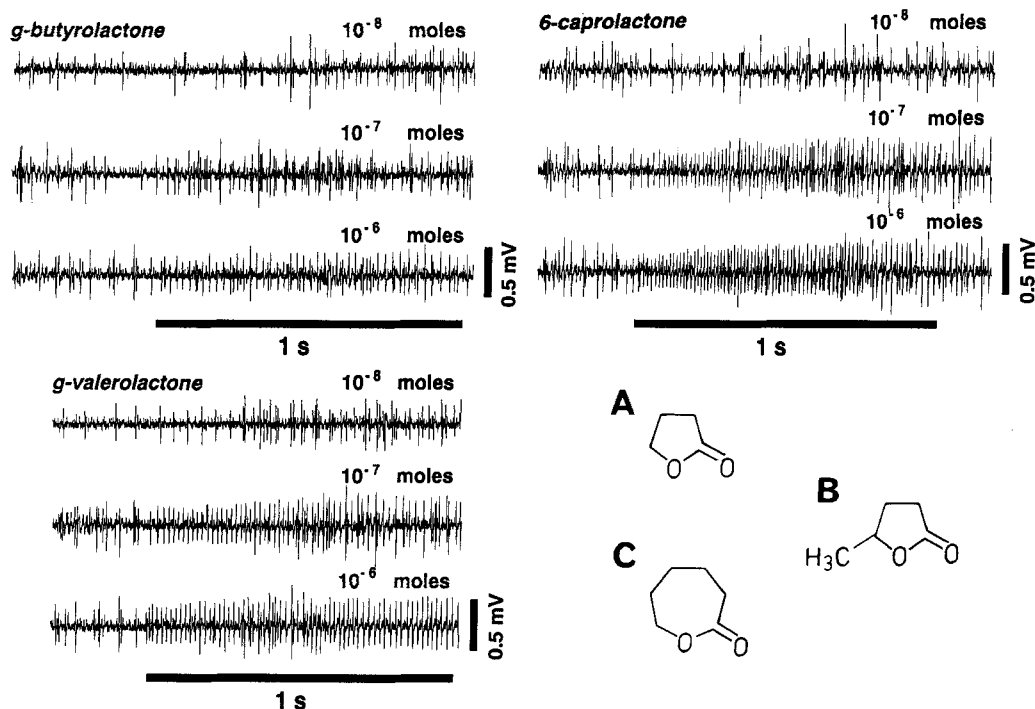 g-butyrolactone
10⁻⁸ moles
10⁻⁷ moles
10⁻⁶ moles
0.5 mV
1 s
6-caprolactone
10⁻⁸ moles
10⁻⁷ moles
10⁻⁶ moles
0.5 mV
1 s
g-valerolactone
10⁻⁸ moles
10⁻⁷ moles
10⁻⁶ moles
0.5 mV
1 s
A
O
O
B
H₃C
O
O
C
O
O